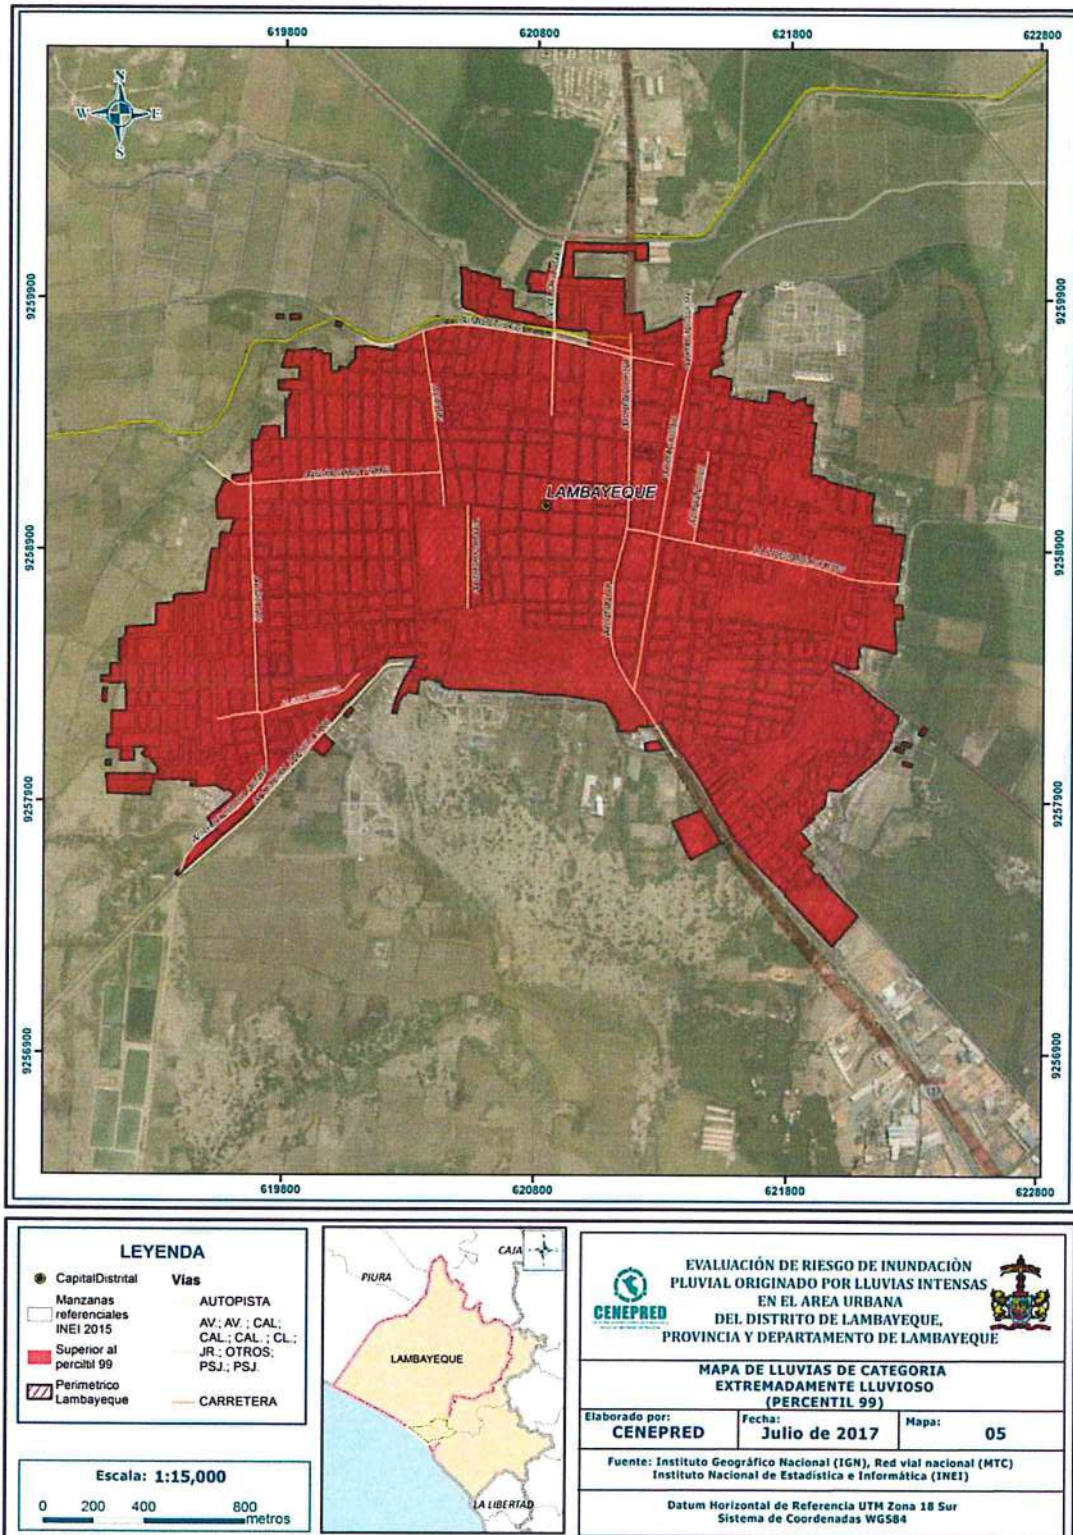 619800 620800 621800 622800
N
W E
S
9259900 9259900
LAMBAYEQUE
9258900 9258900
9257900 9257900
9256900 9256900
619800 620800 621800 622800
LEYENDA
CapitalDistrital
Manzanas
referenciales
INEI 2015
Superior al
percitil 99
Perimetrico
Lambayeque
Vías
AUTOPISTA
AV.; AV. ; CAL;
CAL.; CAL. ; CL.;
JR.; OTROS;
PSJ.; PSJ.
CARRETERA
Escala: 1:15,000
0 200 400 800
metros
PIURA
CAJA
LAMBAYEQUE
LA LIBERTAD
CENEPRED
EVALUACIÓN DE RIESGO DE INUNDACIÒN
PLUVIAL ORIGINADO POR LLUVIAS INTENSAS
EN EL AREA URBANA
DEL DISTRITO DE LAMBAYEQUE,
PROVINCIA Y DEPARTAMENTO DE LAMBAYEQUE
MAPA DE LLUVIAS DE CATEGORIA
EXTREMADAMENTE LLUVIOSO
(PERCENTIL 99)
Elaborado por:
CENEPRED
Fecha:
Julio de 2017
Mapa:
05
Fuente: Instituto Geográfico Nacional (IGN), Red vial nacional (MTC)
Instituto Nacional de Estadística e Informática (INEI)
Datum Horizontal de Referencia UTM Zona 18 Sur
Sistema de Coordenadas WGS84